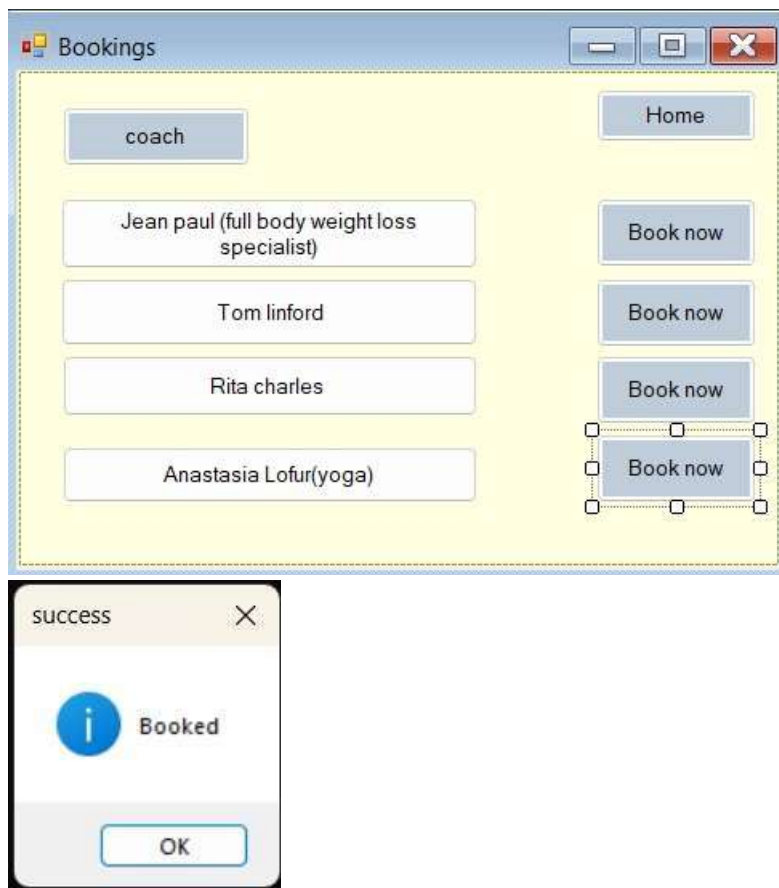 Bookings
coach
Home
Jean paul (full body weight loss
specialist)
Book now
Tom linford
Book now
Rita charles
Book now
Anastasia Lofur(yoga)
Book now
success
i
Booked
OK